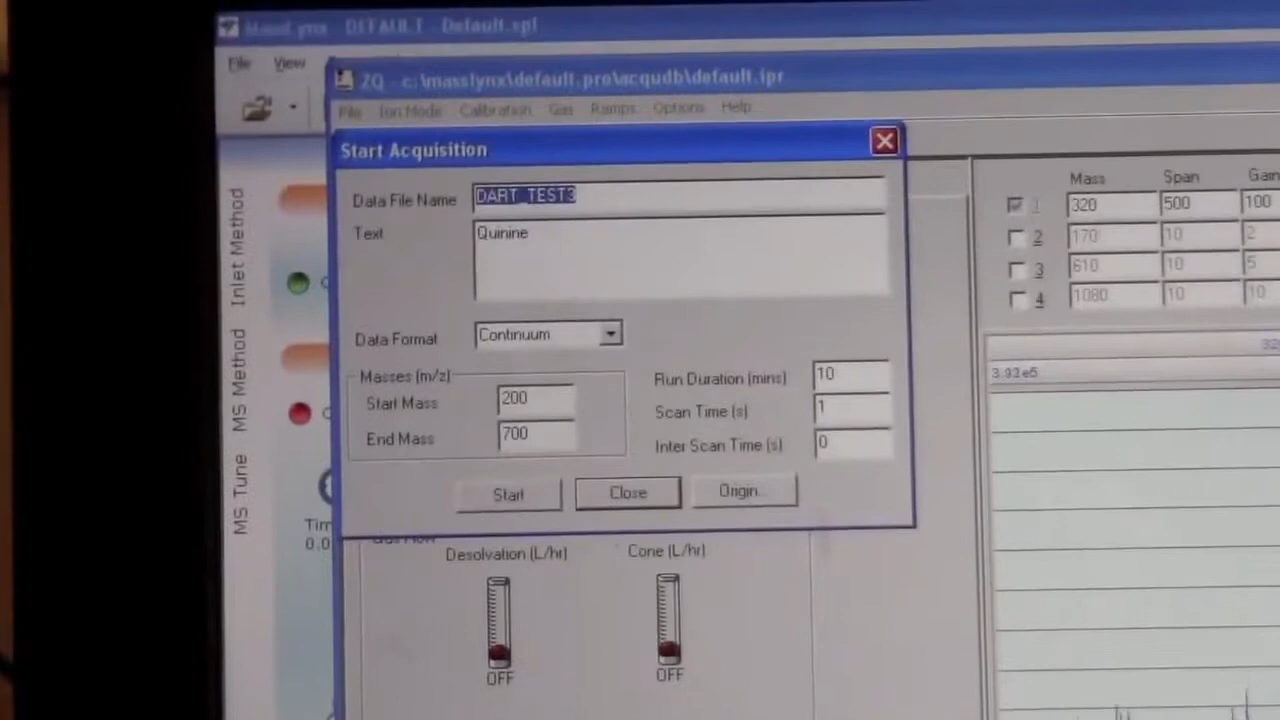 MassLynx - DEFAULT - Default.spl
File View
ZQ - c:\masslynx\default.pro\acqudb\default.ipr
File Ion Mode Calibration Gas Ramps Options Help
Start Acquisition
Data File Name DART_TEST3
Text Quinine
Data Format Continuum
Masses (m/z)
Start Mass 200
End Mass 700
Run Duration (mins) 10
Scan Time (s) 1
Inter Scan Time (s) 0
Start Close Origin...
Desolvation (L/hr) Cone (L/hr)
OFF OFF
Mass Span Gain
1 320 500 100
2 170 10 2
3 610 10 5
4 1080 10 10
3.93e5
Inlet Method
MS Method
MS Tune
0.0